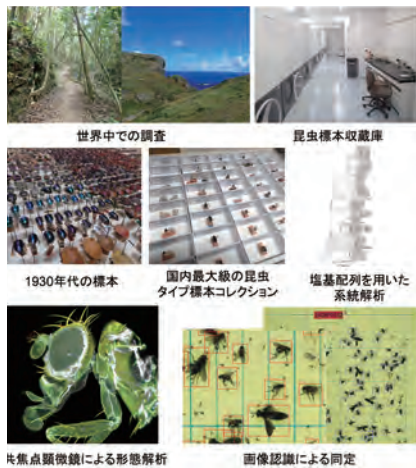 世界中での調査
昆虫標本収蔵庫
1930年代の標本
国内最大級の昆虫
タイプ標本コレクション
塩基配列を用いた
系統解析
共焦点顕微鏡による形態解析
画像認識による同定